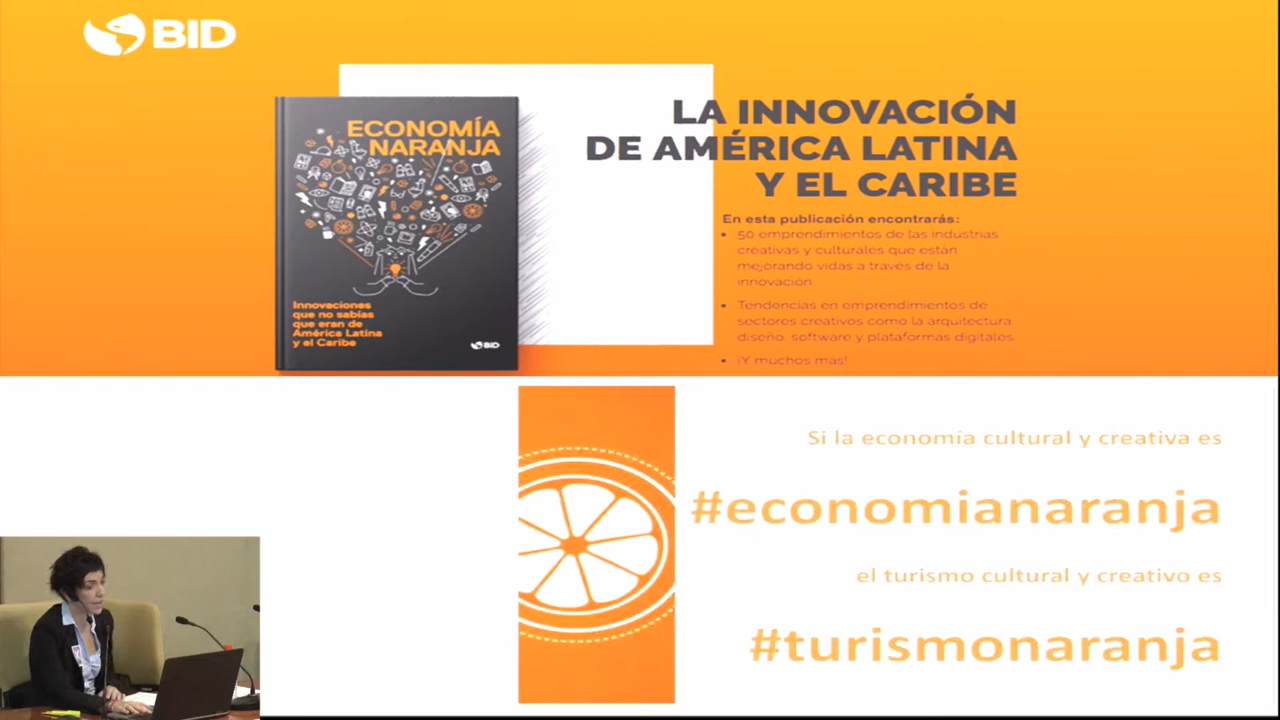 BID
ECONOMÍA
NARANJA
Innovaciones
que no sabías
que eran de
América Latina
y el Caribe
BID
LA INNOVACIÓN
DE AMÉRICA LATINA
Y EL CARIBE
En esta publicación encontrarás:
• 50 emprendimientos de las industrias
creativas y culturales que están
mejorando vidas a través de la
innovación.
• Tendencias en emprendimientos de
sectores creativos como la arquitectura,
diseño, software y plataformas digitales.
• ¡Y muchos más!
Si la economía cultural y creativa es
#economianaranja
el turismo cultural y creativo es
#turismonaranja